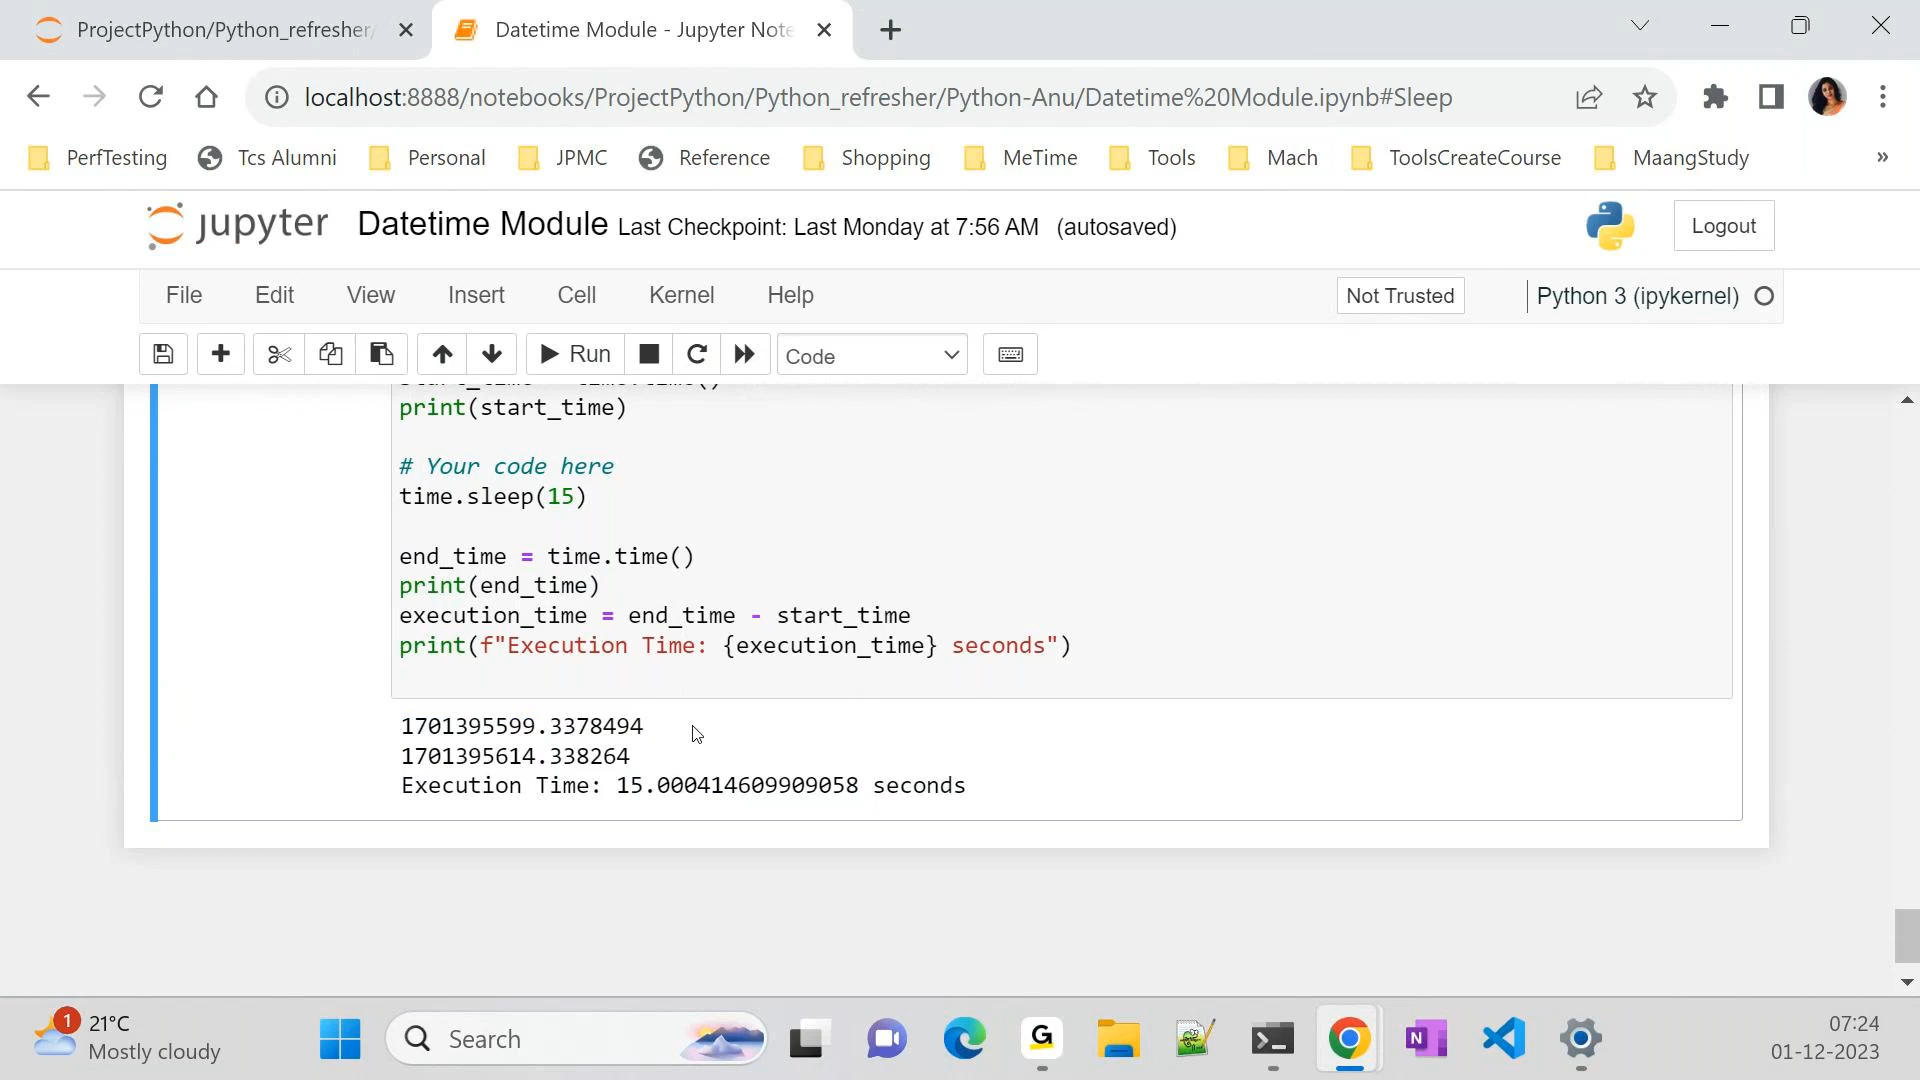 ProjectPython/Python_refresher/
Datetime Module - Jupyter Note
localhost:8888/notebooks/ProjectPython/Python_refresher/Python-Anu/Datetime%20Module.ipynb#Sleep
PerfTesting Tcs Alumni Personal JPMC Reference Shopping MeTime Tools Mach ToolsCreateCourse MaangStudy »
jupyter Datetime Module Last Checkpoint: Last Monday at 7:56 AM (autosaved)
Logout
File Edit View Insert Cell Kernel Help
Not Trusted
Python 3 (ipykernel)
Run
Code
start_time = time.time()
print(start_time)
# Your code here
time.sleep(15)
end_time = time.time()
print(end_time)
execution_time = end_time - start_time
print(f"Execution Time: {execution_time} seconds")
1701395599.3378494
1701395614.338264
Execution Time: 15.000414609909058 seconds
1
21°C
Mostly cloudy
Search
G
N
07:24
01-12-2023